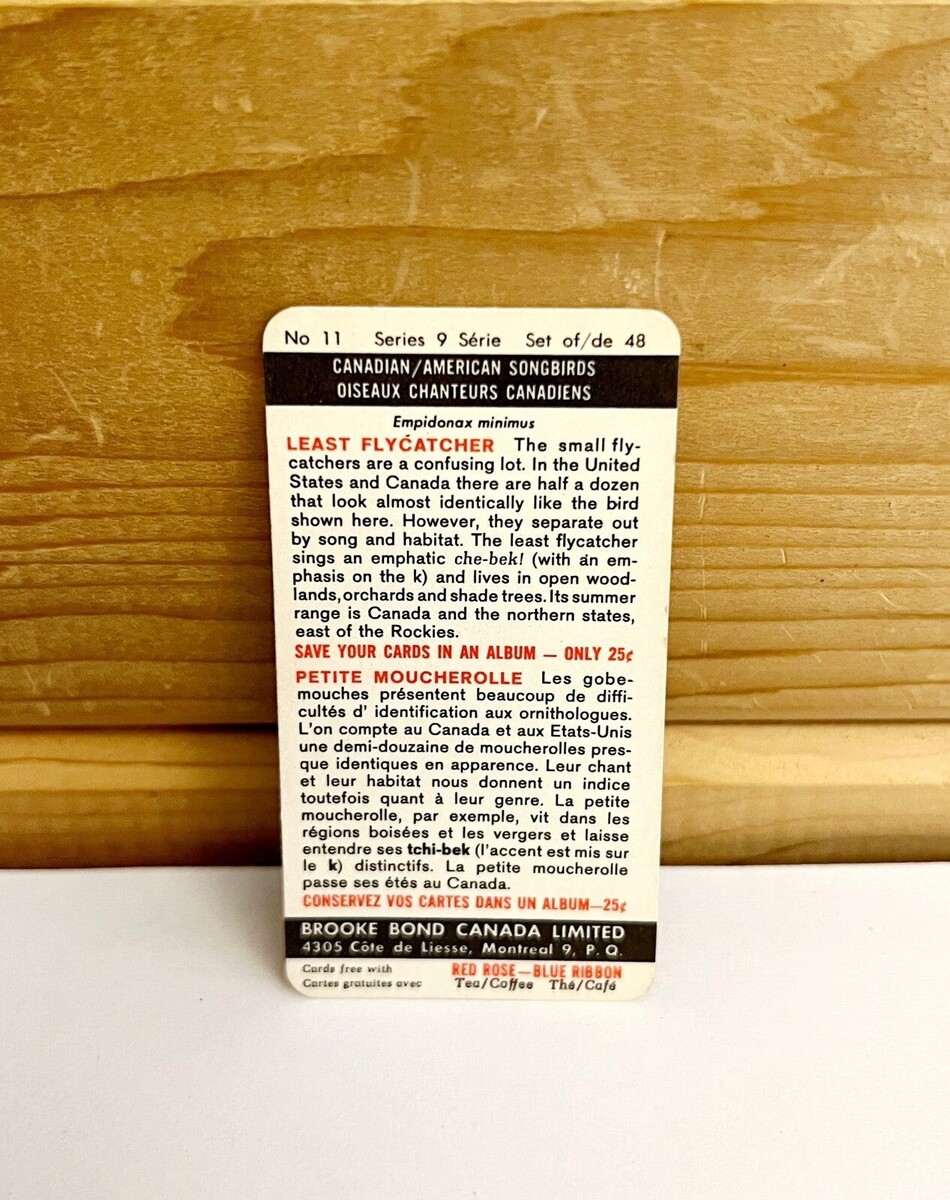 No 11 Series 9 Série Set of/de 48
CANADIAN/AMERICAN SONGBIRDS
OISEAUX CHANTEURS CANADIENS
Empidonax minimus
LEAST FLYCATCHER The small fly-
catchers are a confusing lot. In the United
States and Canada there are half a dozen
that look almost identically like the bird
shown here. However, they separate out
by song and habitat. The least flycatcher
sings an emphatic che-bek! (with an em-
phasis on the k) and lives in open wood-
lands, orchards and shade trees. Its summer
range is Canada and the northern states,
east of the Rockies.
SAVE YOUR CARDS IN AN ALBUM — ONLY 25¢
PETITE MOUCHEROLLE Les gobe-
mouches présentent beaucoup de diffi-
cultés d' identification aux ornithologues.
L'on compte au Canada et aux Etats-Unis
une demi-douzaine de moucherolles pres-
que identiques en apparence. Leur chant
et leur habitat nous donnent un indice
toutefois quant à leur genre. La petite
moucherolle, par exemple, vit dans les
régions boisées et les vergers et laisse
entendre ses tchi-bek (l'accent est mis sur
le k) distinctifs. La petite moucherolle
passe ses étés au Canada.
CONSERVEZ VOS CARTES DANS UN ALBUM—25¢
BROOKE BOND CANADA LIMITED
4305 Côte de Liesse, Montreal 9, P. Q.
Cards free with RED ROSE—BLUE RIBBON
Cartes gratuites avec Tea/Coffee Thé/Café